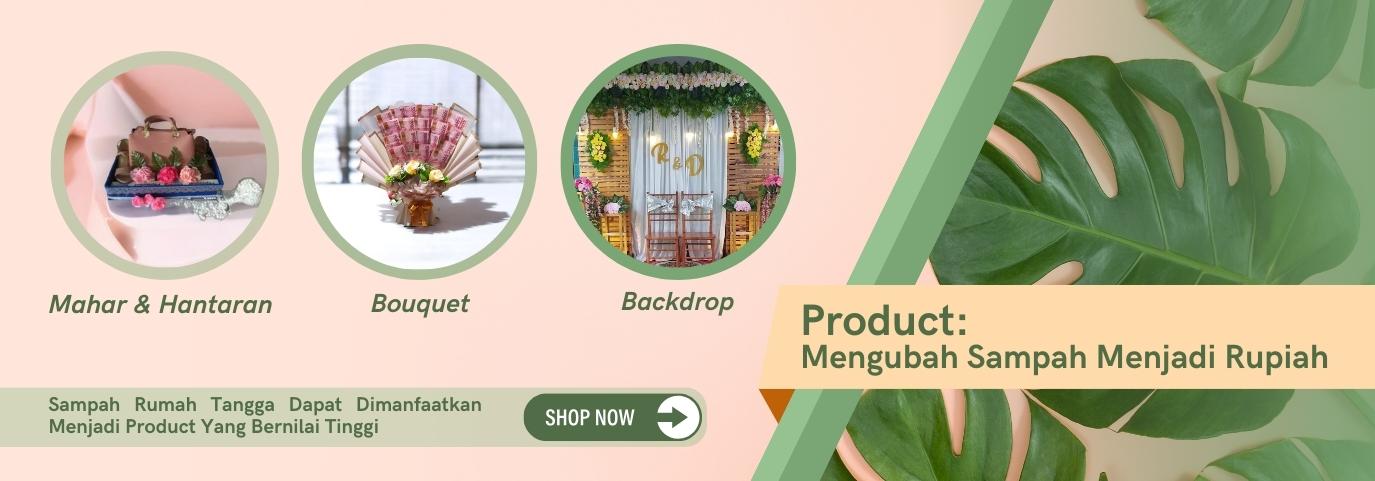 R & D
Mahar & Hantaran
Bouquet
Backdrop
Product:
Mengubah Sampah Menjadi Rupiah
Sampah Rumah Tangga Dapat Dimanfaatkan
Menjadi Product Yang Bernilai Tinggi
SHOP NOW